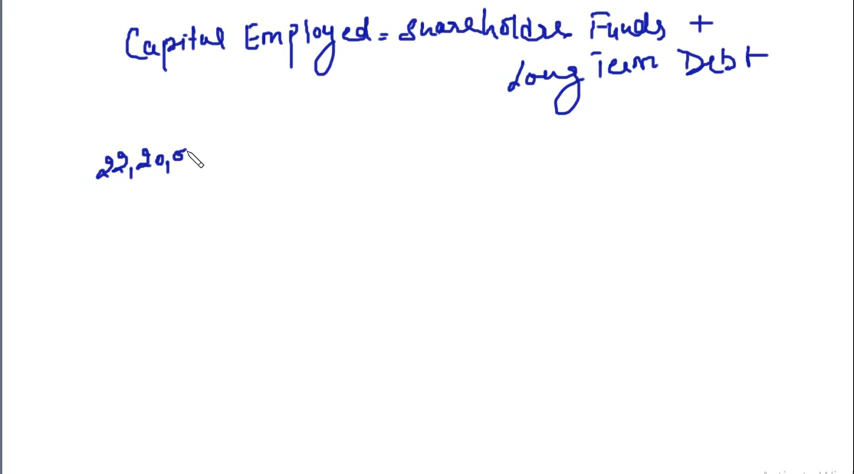 Capital Employed = Shareholders Funds +
Long Term Debt
22,20,0